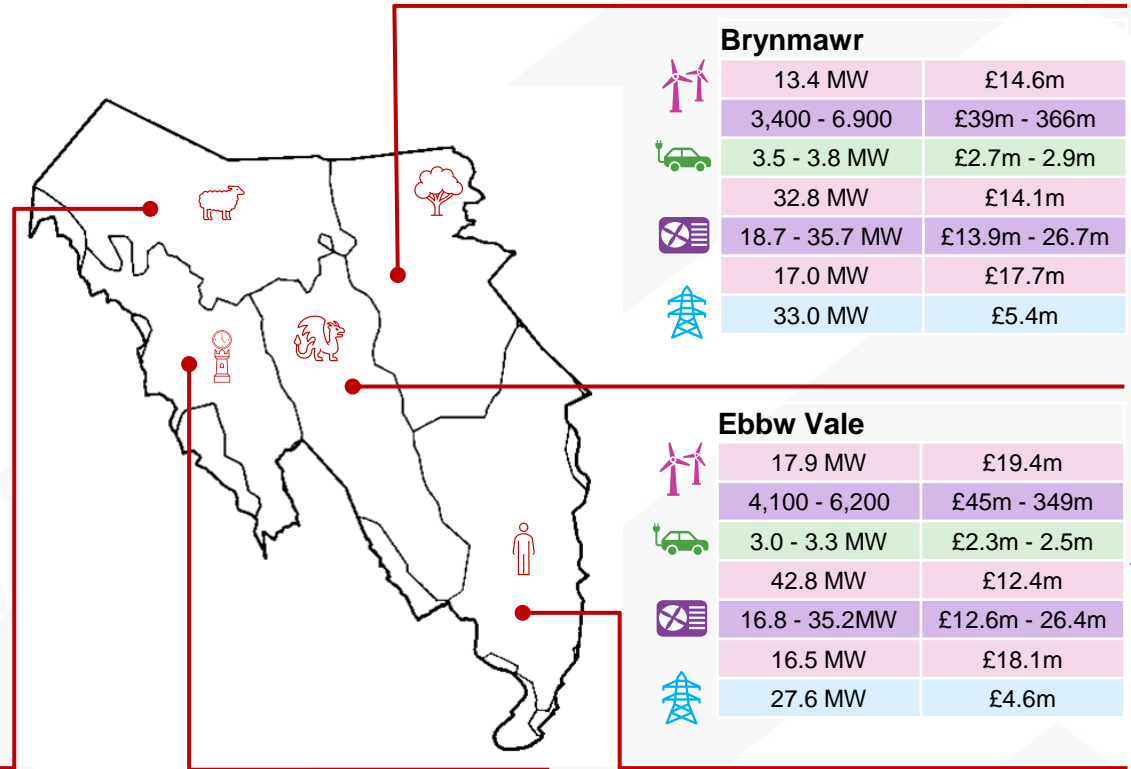 Brynmawr
13.4 MW £14.6m
3,400 - 6.900 £39m - 366m
3.5 - 3.8 MW £2.7m - 2.9m
32.8 MW £14.1m
18.7 - 35.7 MW £13.9m - 26.7m
17.0 MW £17.7m
33.0 MW £5.4m
Ebbw Vale
17.9 MW £19.4m
4,100 - 6,200 £45m - 349m
3.0 - 3.3 MW £2.3m - 2.5m
42.8 MW £12.4m
16.8 - 35.2MW £12.6m - 26.4m
16.5 MW £18.1m
27.6 MW £4.6m